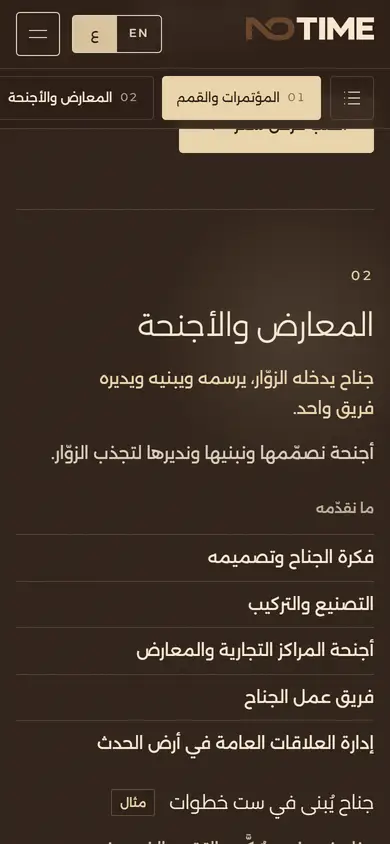 NOTIME
EN
ع
01 المؤتمرات والقمم
02 المعارض والأجنحة
02
المعارض والأجنحة
جناح يدخله الزوّار، يرسمه ويبنيه ويديره
فريق واحد.
أجنحة نصمّمها ونبنيها ونديرها لتجذب الزوّار.
ما نقدّمه
فكرة الجناح وتصميمه
التصنيع والتركيب
أجنحة المراكز التجارية والمعارض
فريق عمل الجناح
إدارة العلاقات العامة في أرض الحدث
جناح يُبنى في ست خطوات
مثال